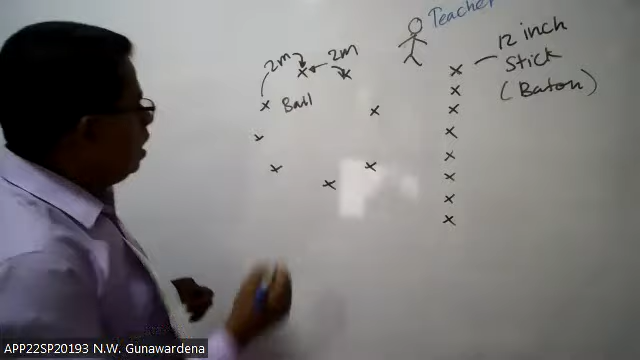 Teacher
2m
2m
12 inch
Stick
(Baton)
Ball
APP22SP20193 N.W. Gunawardena